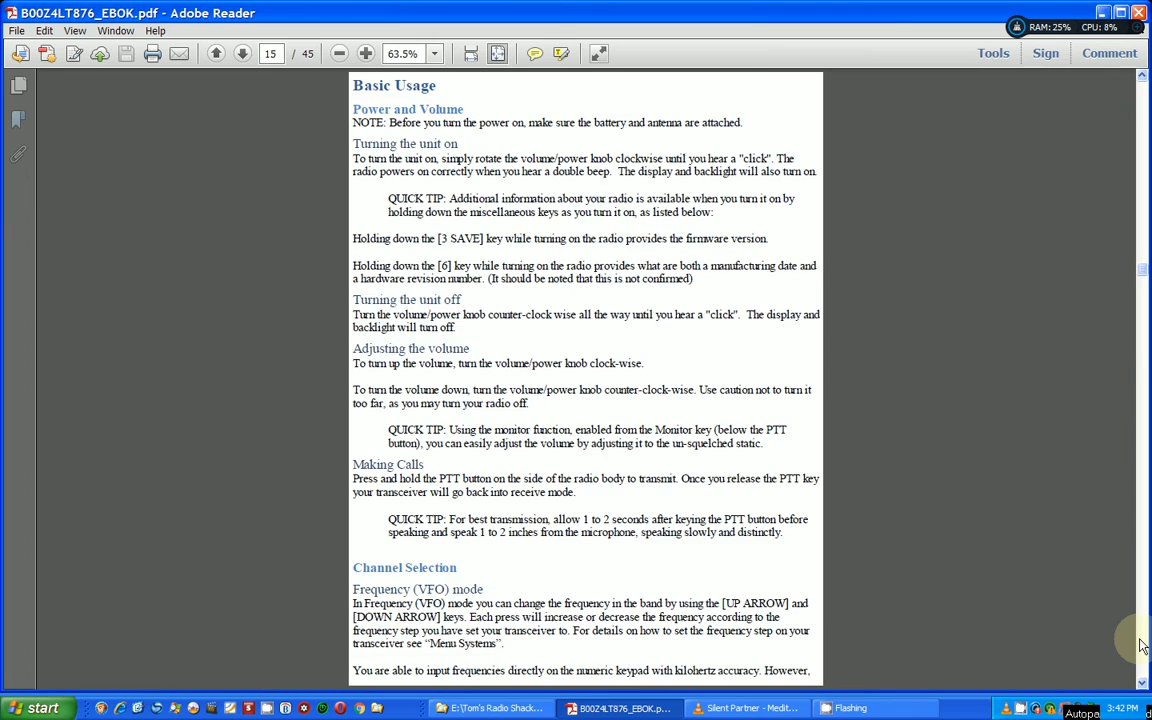 B00Z4LT876_EBOK.pdf - Adobe Reader
File Edit View Window Help
RAM: 25% CPU: 8%
15 / 45 63.5% Tools Sign Comment
Basic Usage
Power and Volume
NOTE: Before you turn the power on, make sure the battery and antenna are attached.
Turning the unit on
To turn the unit on, simply rotate the volume/power knob clockwise until you hear a "click". The
radio powers on correctly when you hear a double beep. The display and backlight will also turn on.
QUICK TIP: Additional information about your radio is available when you turn it on by
holding down the miscellaneous keys as you turn it on, as listed below:
Holding down the [3 SAVE] key while turning on the radio provides the firmware version.
Holding down the [6] key while turning on the radio provides what are both a manufacturing date and
a hardware revision number. (It should be noted that this is not confirmed)
Turning the unit off
Turn the volume/power knob counter-clock wise all the way until you hear a "click". The display and
backlight will turn off.
Adjusting the volume
To turn up the volume, turn the volume/power knob clock-wise.
To turn the volume down, turn the volume/power knob counter-clock-wise. Use caution not to turn it
too far, as you may turn your radio off.
QUICK TIP: Using the monitor function, enabled from the Monitor key (below the PTT
button), you can easily adjust the volume by adjusting it to the un-squelched static.
Making Calls
Press and hold the PTT button on the side of the radio body to transmit. Once you release the PTT key
your transceiver will go back into receive mode.
QUICK TIP: For best transmission, allow 1 to 2 seconds after keying the PTT button before
speaking and speak 1 to 2 inches from the microphone, speaking slowly and distinctly.
Channel Selection
Frequency (VFO) mode
In Frequency (VFO) mode you can change the frequency in the band by using the [UP ARROW] and
[DOWN ARROW] keys. Each press will increase or decrease the frequency according to the
frequency step you have set your transceiver to. For details on how to set the frequency step on your
transceiver see “Menu Systems”.
You are able to input frequencies directly on the numeric keypad with kilohertz accuracy. However,
start E:\Tom's Radio Shack... B00Z4LT876_EBOK.p... Silent Partner - Medit... Flashing 3:42 PM
Autopa